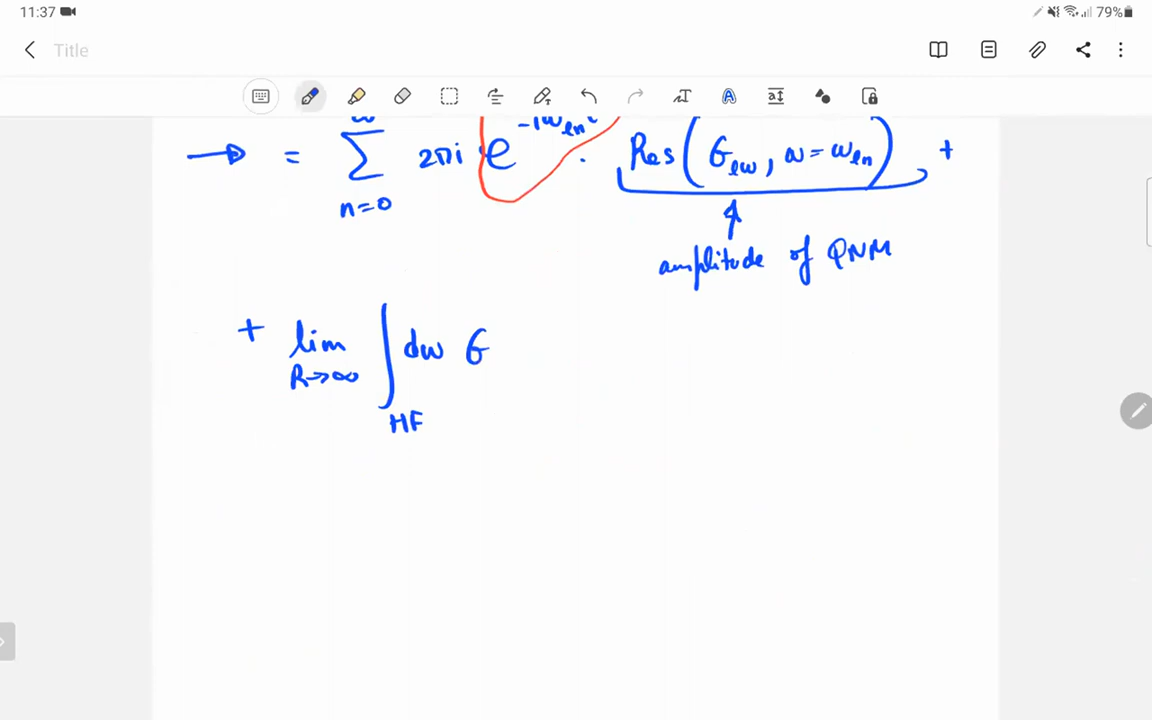 11:37 79%
Title
→ = ∞ ∑ n=0 2πi e^{-iω_{ℓn}t} · Res(G_{ℓω}, ω=ω_{ℓn}) +
amplitude of QNM
+ lim R→∞ ∫ HF dω G